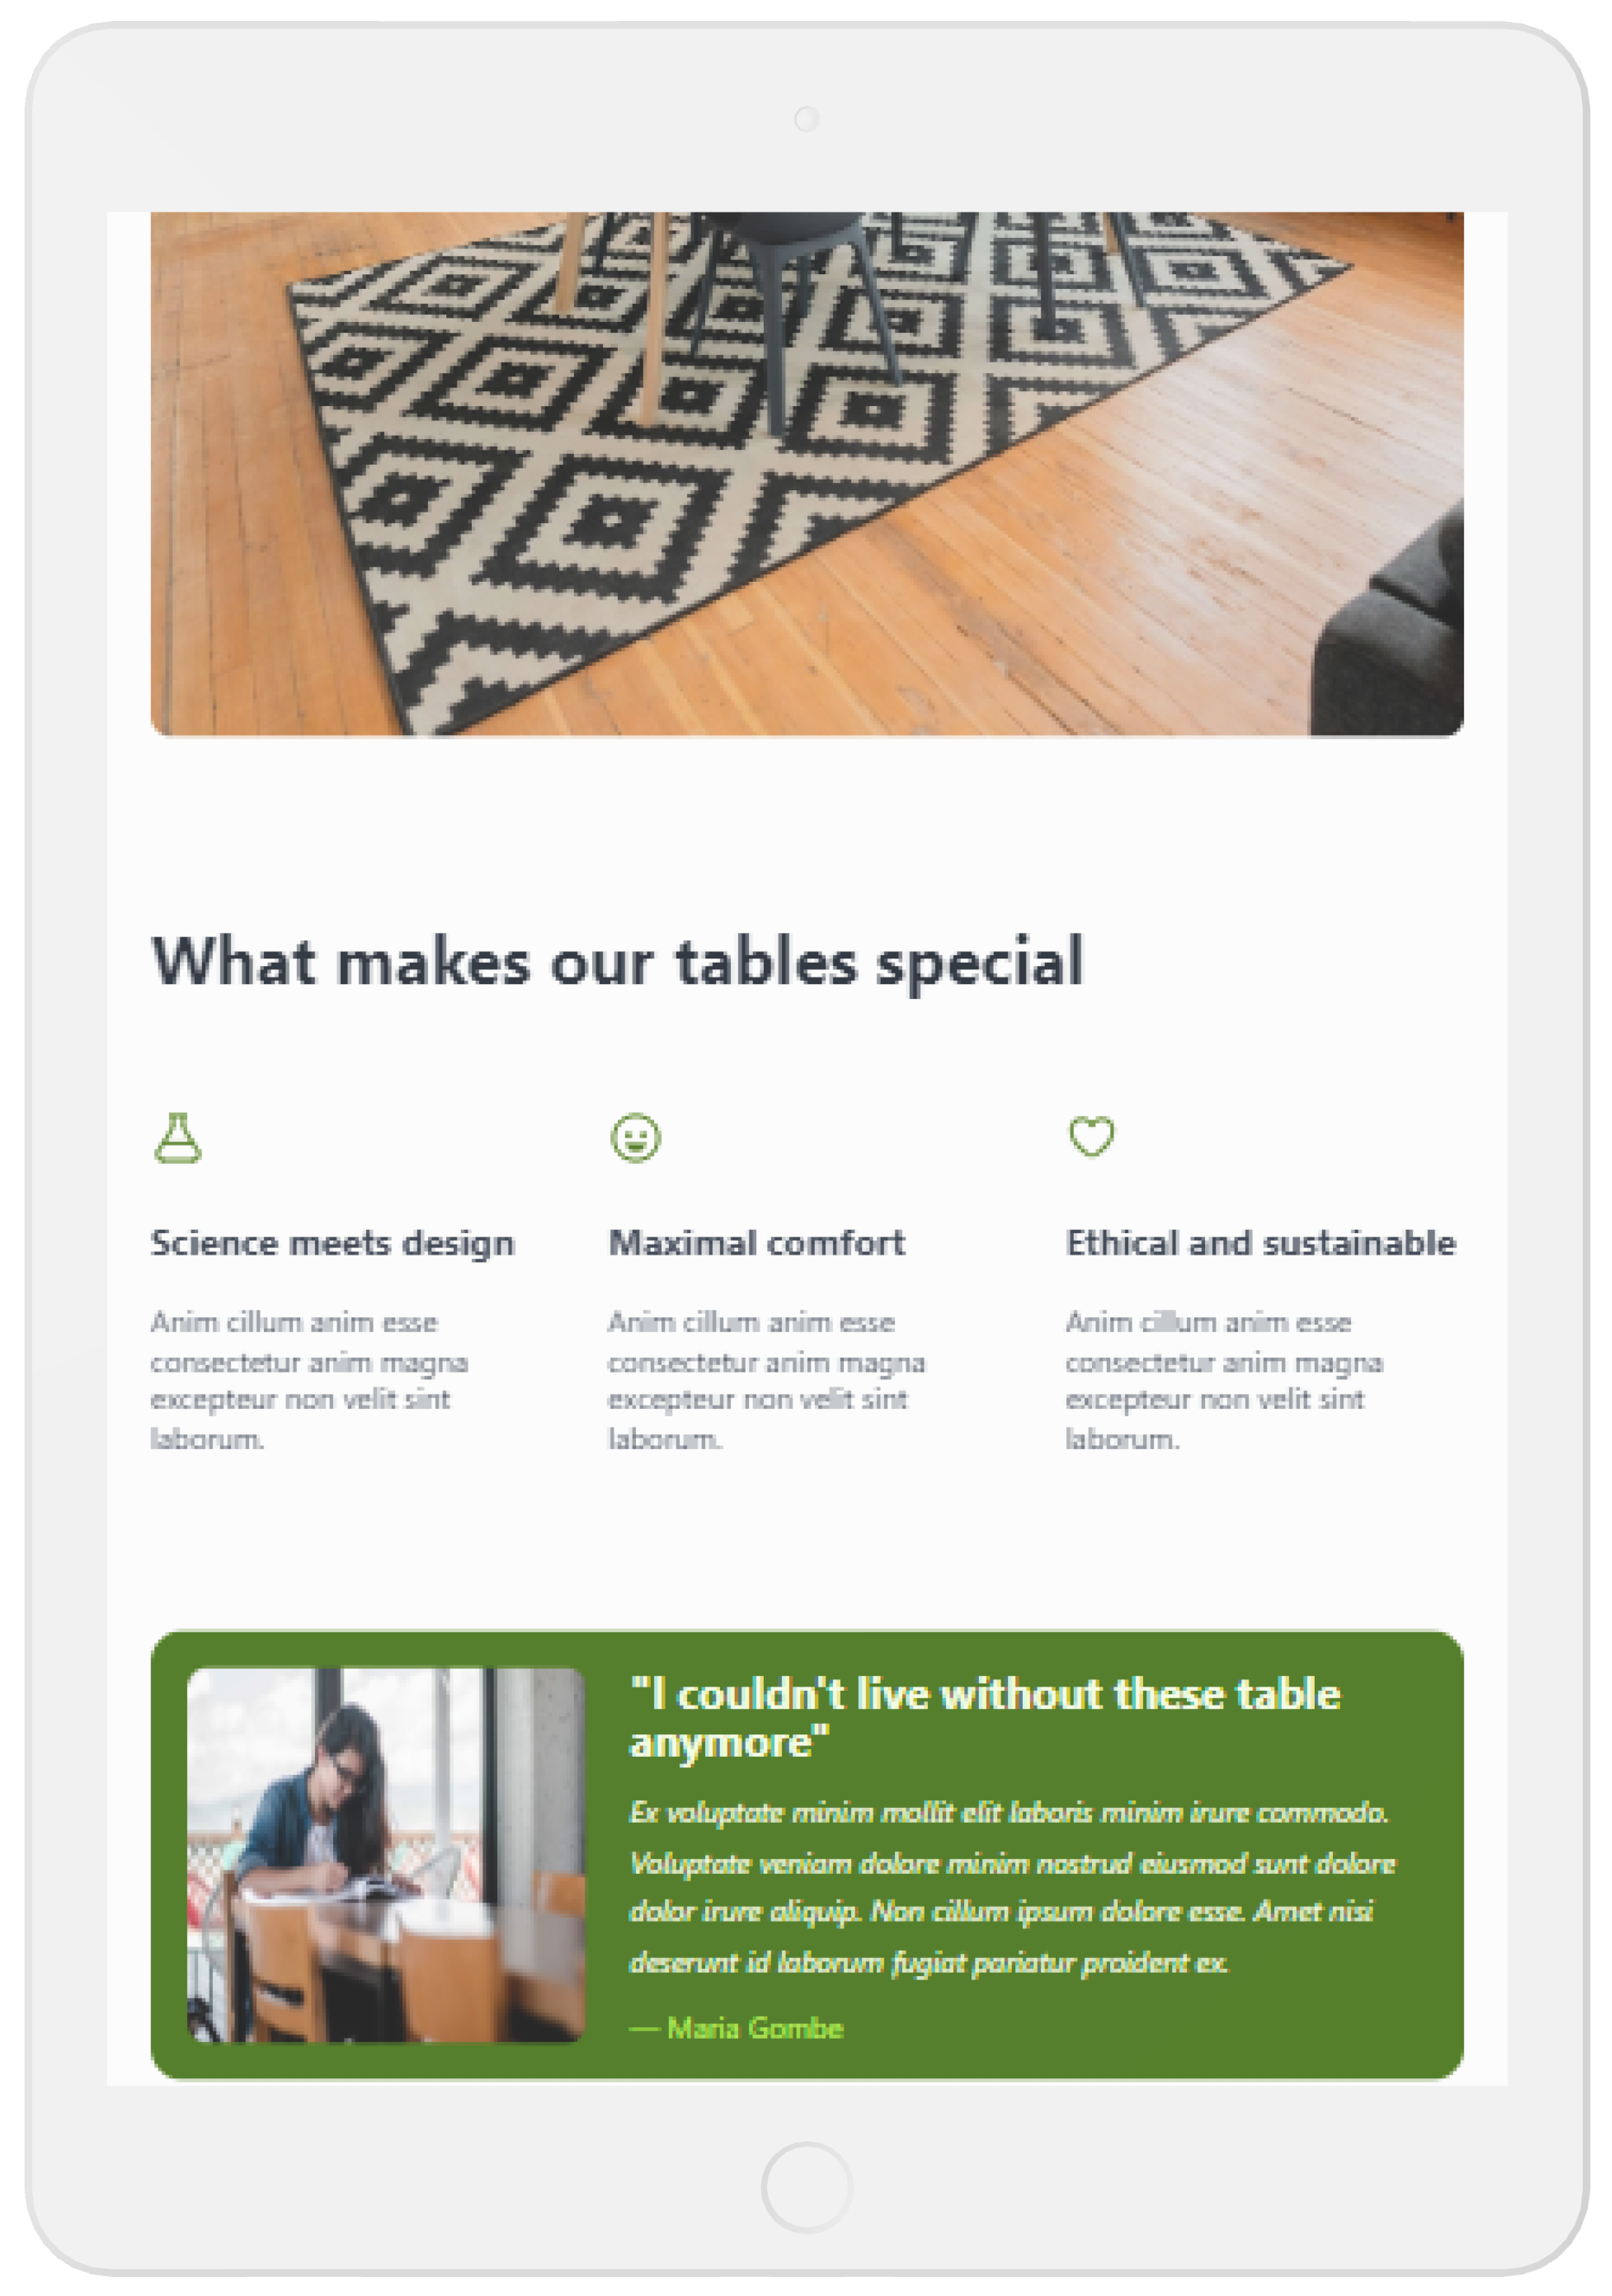 What makes our tables special
Science meets design
Anim cillum anim esse
consectetur anim magna
excepteur non velit sint
laborum.
Maximal comfort
Anim cillum anim esse
consectetur anim magna
excepteur non velit sint
laborum.
Ethical and sustainable
Anim cillum anim esse
consectetur anim magna
excepteur non velit sint
laborum.
"I couldn't live without these table
anymore"
Ex voluptate minim mollit elit laboris minim irure commodo.
Voluptate veniam dolore minim nostrud eiusmod sunt dolore
dolor irure aliquip. Non cillum ipsum dolore esse. Amet nisi
deserunt id laborum fugiat pariatur proident ex.
— Maria Gombe